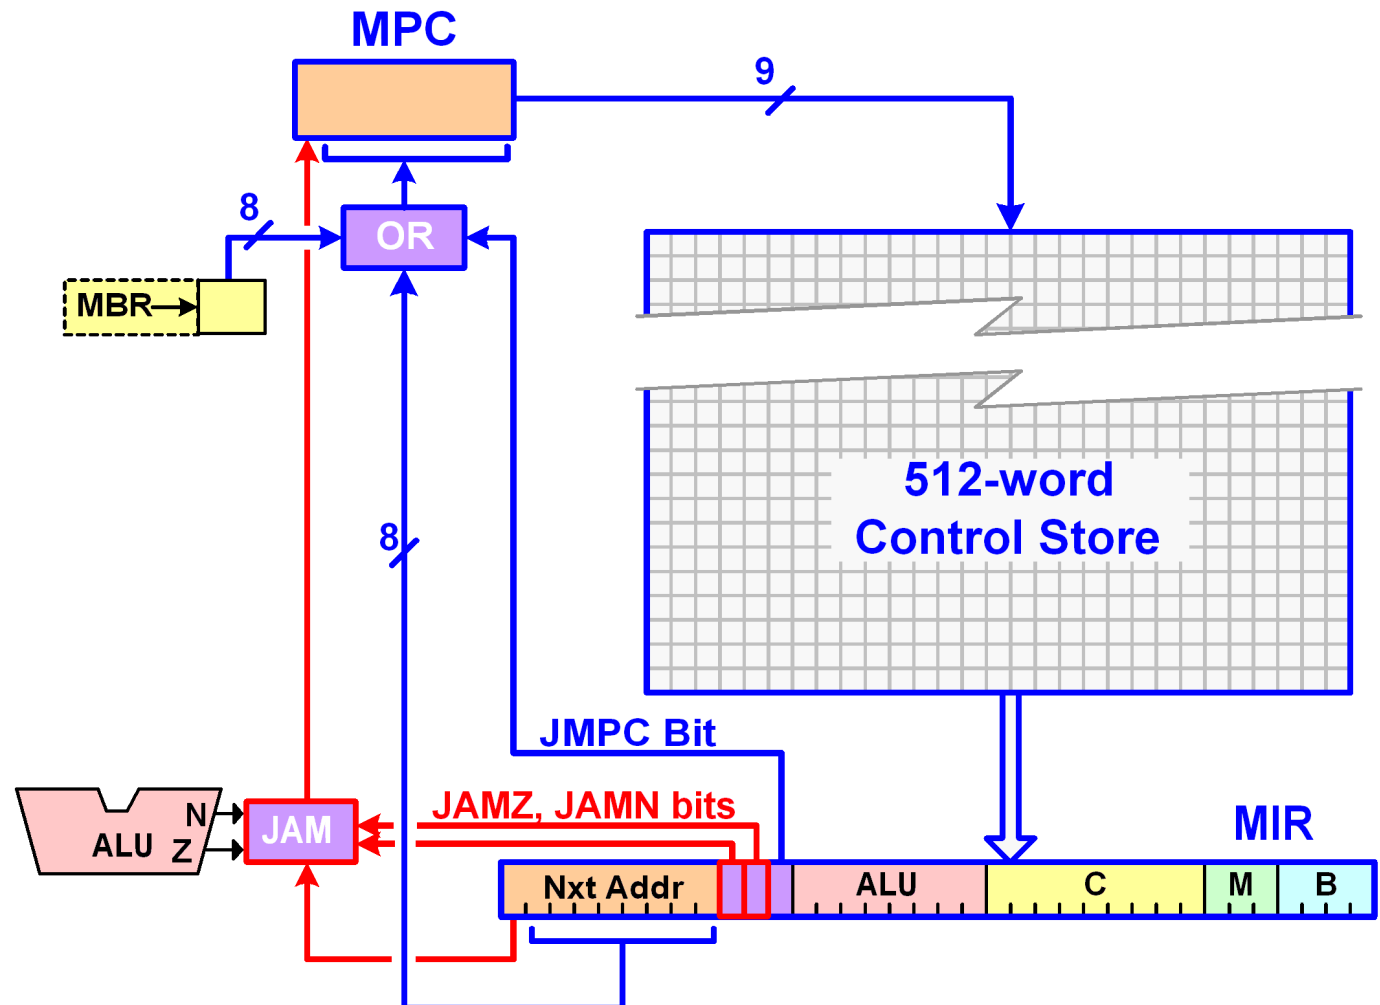 MPC
9
8
OR
MBR
512-word
Control Store
8
JMPC Bit
JAMZ, JAMN bits
MIR
N
JAM
ALU
Z
Nxt Addr
ALU
C
M
B